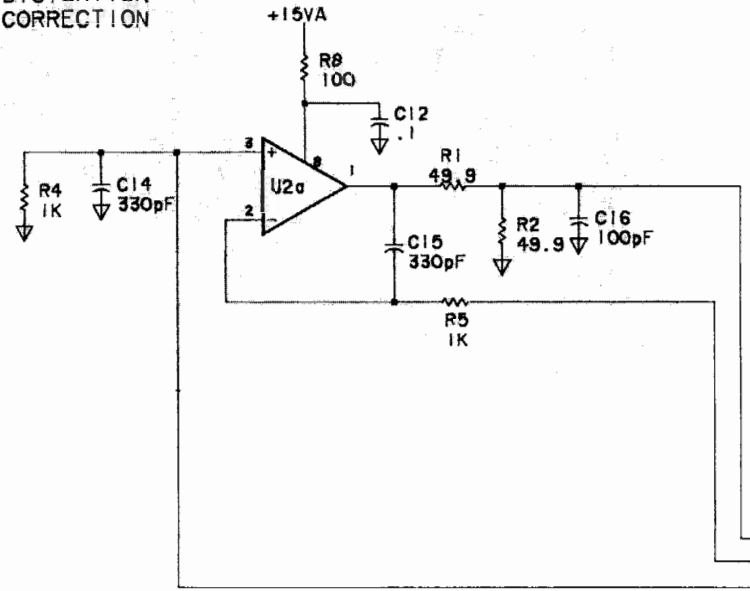 CORRECTION
+15VA
R8
100
C12
.1
3
+
8
1
U2a
2
-
R4
1K
C14
330pF
R1
49.9
R2
49.9
C16
100pF
C15
330pF
R5
1K